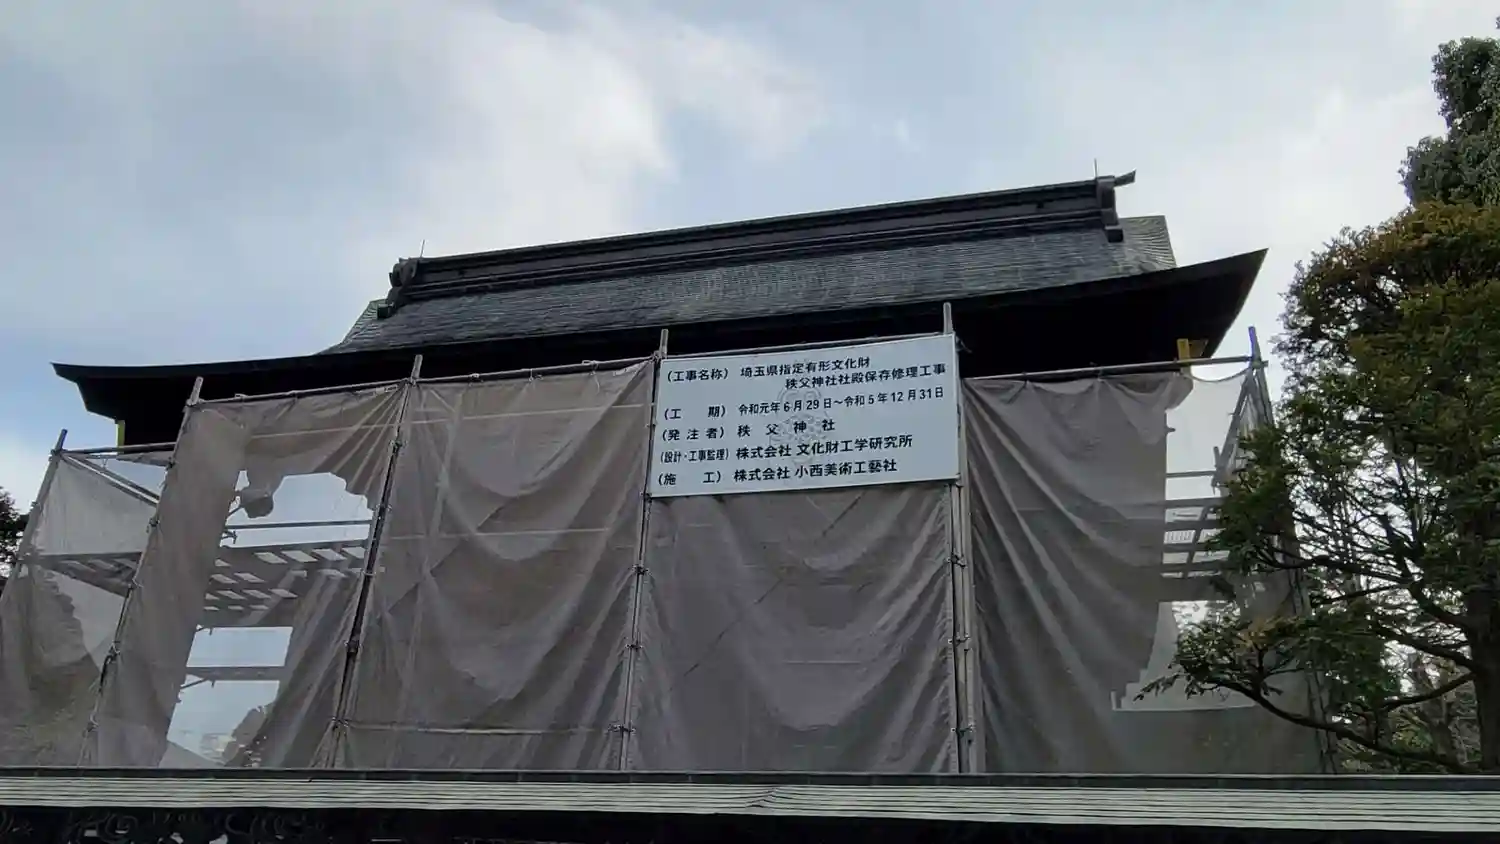 (工事名称) 埼玉県指定有形文化財
秩父神社社殿保存修理工事
(工 期) 令和元年6月29日~令和5年12月31日
(発注者) 秩父神社
(設計・工事監理) 株式会社 文化財工学研究所
(施 工) 株式会社 小西美術工藝社